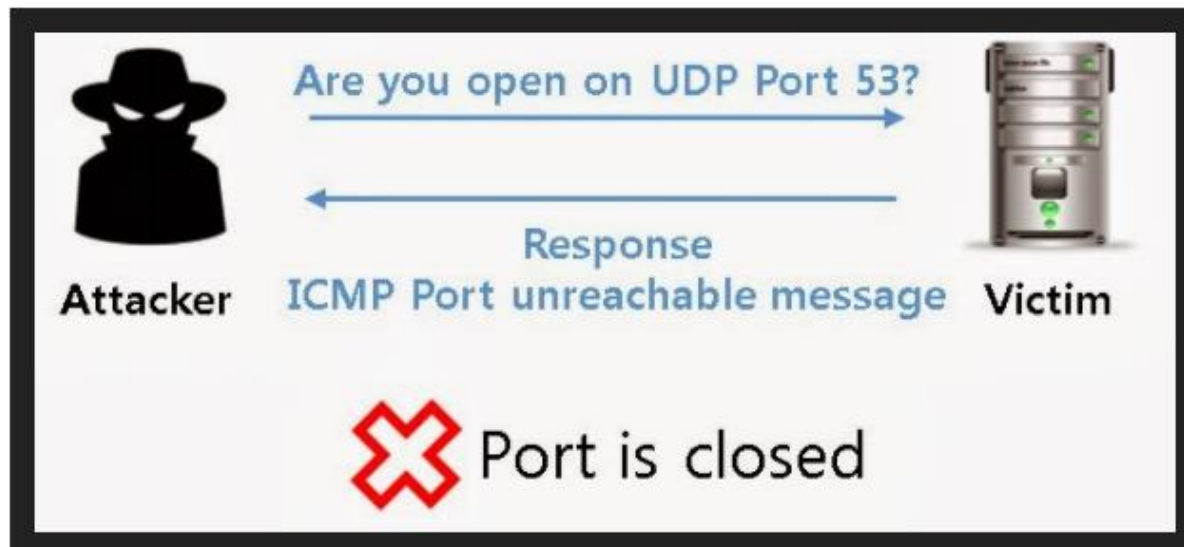 Are you open on UDP Port 53?
Response
ICMP Port unreachable message
Attacker
Victim
Port is closed